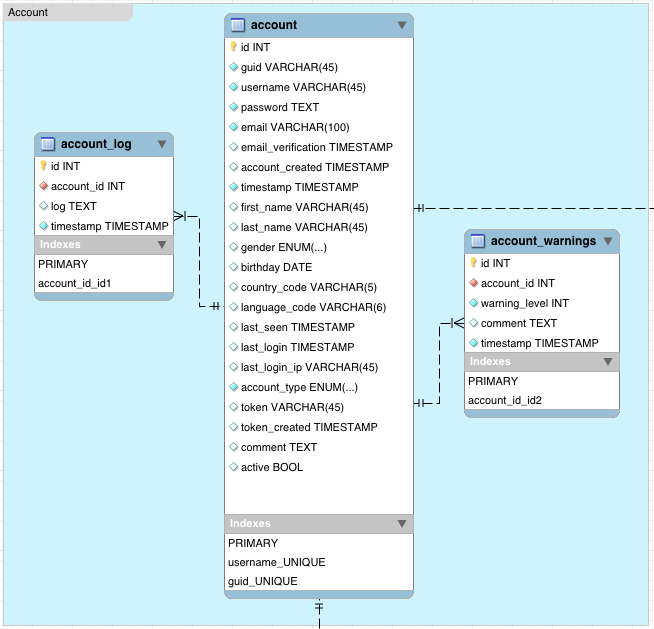 Account
account
id INT
guid VARCHAR(45)
username VARCHAR(45)
password TEXT
email VARCHAR(100)
email_verification TIMESTAMP
account_created TIMESTAMP
timestamp TIMESTAMP
first_name VARCHAR(45)
last_name VARCHAR(45)
gender ENUM(...)
birthday DATE
country_code VARCHAR(5)
language_code VARCHAR(6)
last_seen TIMESTAMP
last_login TIMESTAMP
last_login_ip VARCHAR(45)
account_type ENUM(...)
token VARCHAR(45)
token_created TIMESTAMP
comment TEXT
active BOOL
Indexes
PRIMARY
username_UNIQUE
guid_UNIQUE
account_log
id INT
account_id INT
log TEXT
timestamp TIMESTAMP
Indexes
PRIMARY
account_id_id1
account_warnings
id INT
account_id INT
warning_level INT
comment TEXT
timestamp TIMESTAMP
Indexes
PRIMARY
account_id_id2